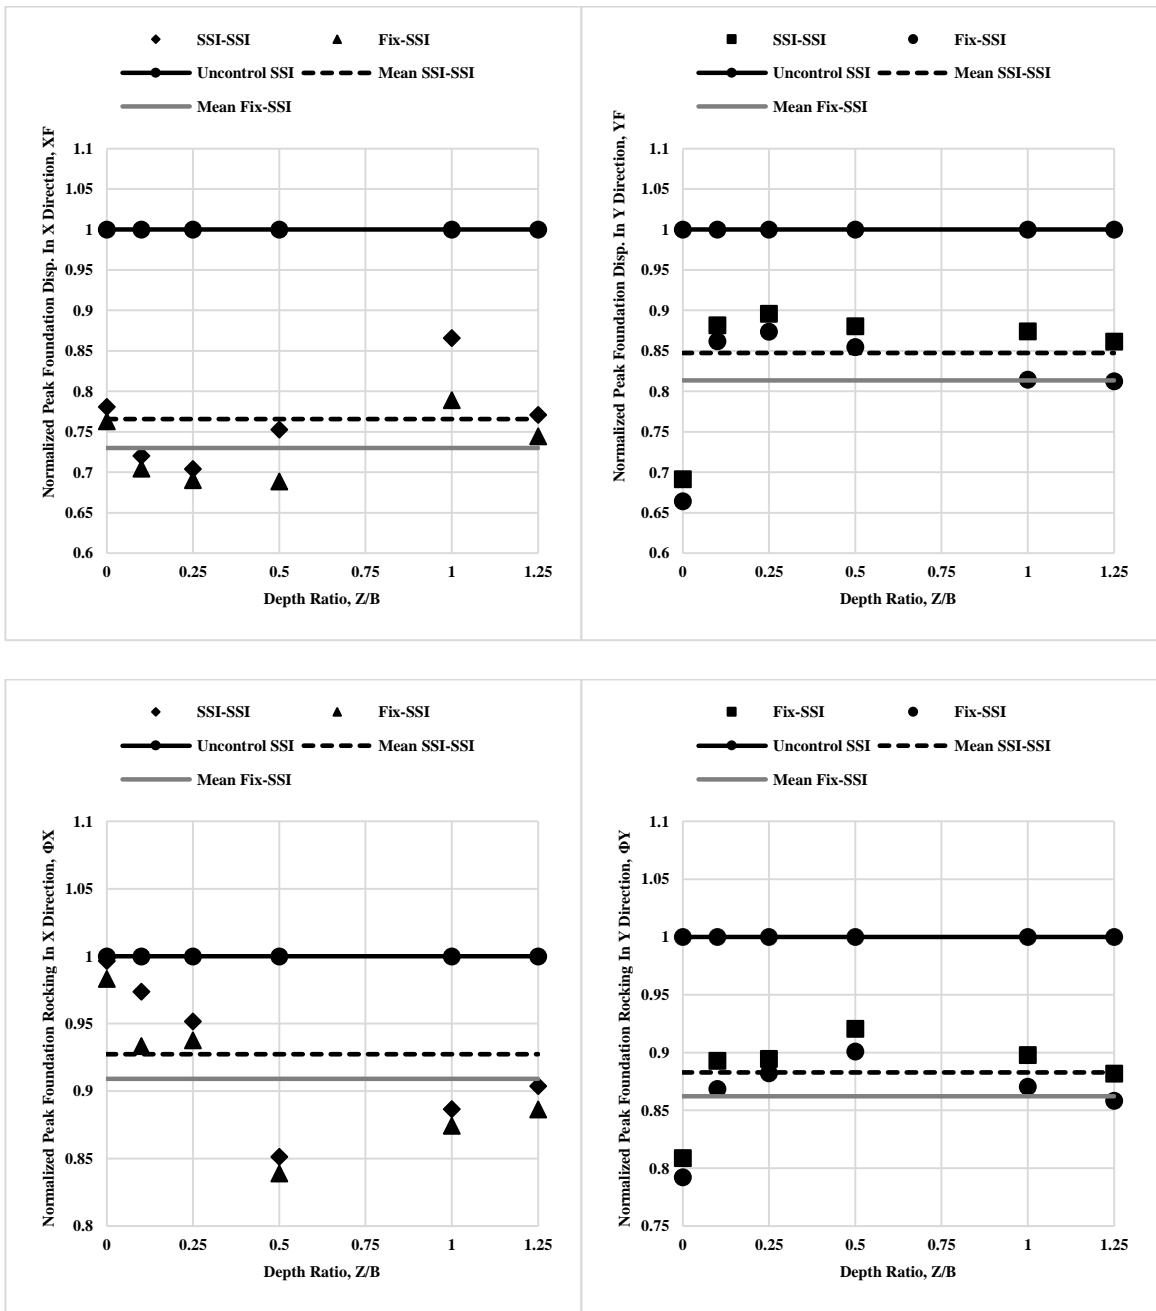 SSI-SSI
Fix-SSI
Uncontrol SSI
Mean SSI-SSI
Mean Fix-SSI
Normalized Peak Foundation Disp. In X Direction, XF
1.1
1.05
1
0.95
0.9
0.85
0.8
0.75
0.7
0.65
0.6
0 0.25 0.5 0.75 1 1.25
Depth Ratio, Z/B
SSI-SSI
Fix-SSI
Uncontrol SSI
Mean SSI-SSI
Mean Fix-SSI
Normalized Peak Foundation Disp. In Y Direction, YF
1.1
1.05
1
0.95
0.9
0.85
0.8
0.75
0.7
0.65
0.6
0 0.25 0.5 0.75 1 1.25
Depth Ratio, Z/B
SSI-SSI
Fix-SSI
Uncontrol SSI
Mean SSI-SSI
Mean Fix-SSI
Normalized Peak Foundation Rocking In X Direction, ΦX
1.1
1.05
1
0.95
0.9
0.85
0.8
0 0.25 0.5 0.75 1 1.25
Depth Ratio, Z/B
Fix-SSI
Fix-SSI
Uncontrol SSI
Mean SSI-SSI
Mean Fix-SSI
Normalized Peak Foundation Rocking In Y Direction, ΦY
1.1
1.05
1
0.95
0.9
0.85
0.8
0.75
0 0.25 0.5 0.75 1 1.25
Depth Ratio, Z/B